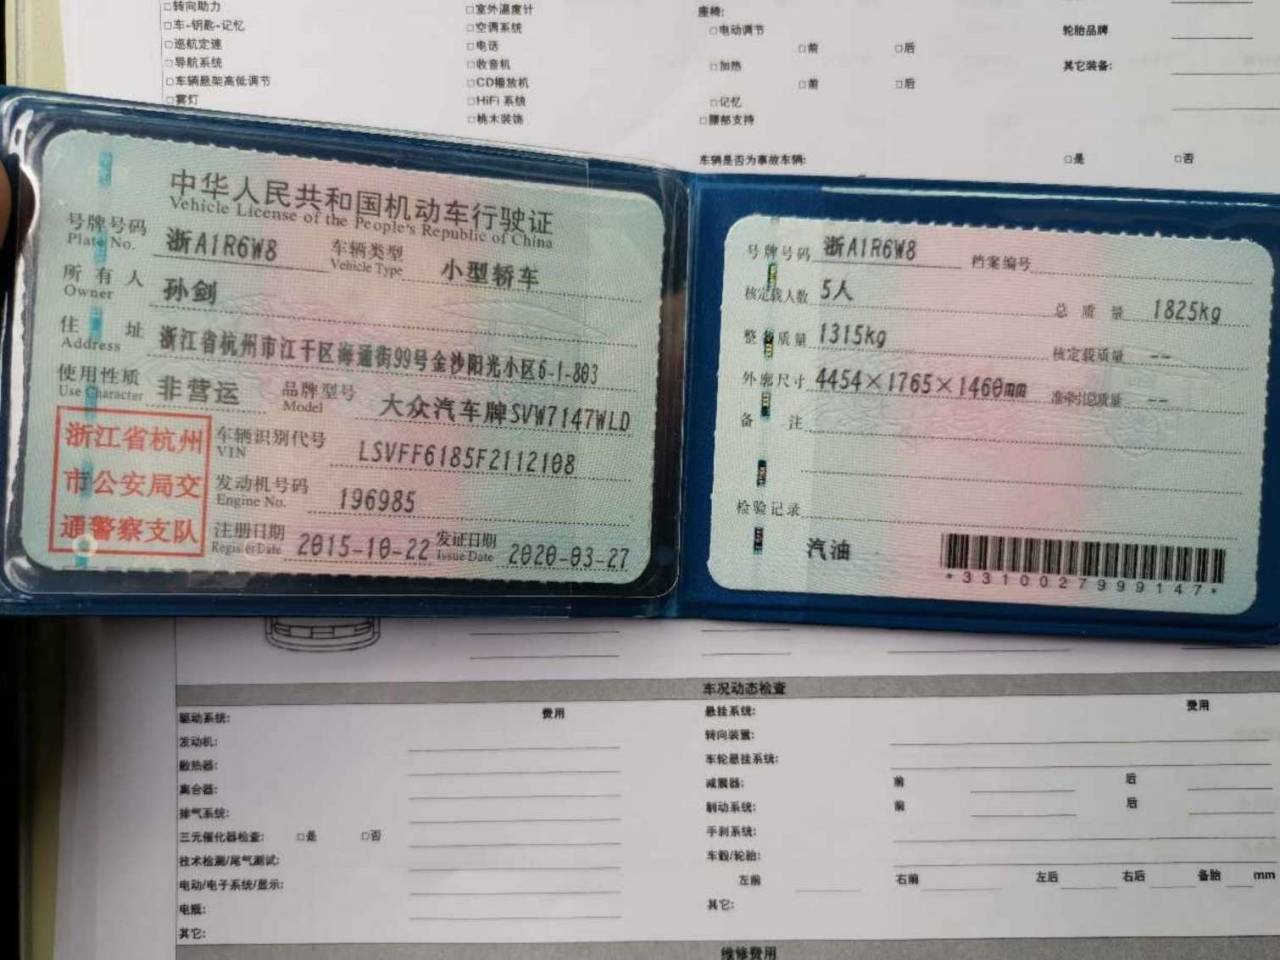 □转向助力
□车-钥匙-记忆
□巡航定速
□导航系统
□车辆悬架高低调节
□雾灯
□室外温度计
□空调系统
□电话
□收音机
□CD播放机
□HiFi 系统
□桃木装饰
座椅:
□电动调节
□前 □后
□加热
□前 □后
□记忆
□腰部支持
轮胎品牌
其它装备:
车辆是否为事故车辆: □是 □否
中华人民共和国机动车行驶证
Vehicle License of the People's Republic of China
号牌号码 浙A1R6W8 车辆类型 小型轿车
Plate No. Vehicle Type
所有人 孙剑
Owner
住址 浙江省杭州市江干区海通街99号金沙阳光小区6-1-803
Address
使用性质 非营运 品牌型号 大众汽车牌SVW7147WLD
Use Character Model
浙江省杭州
市公安局交
通警察支队
车辆识别代号 LSVFF6185F2112108
VIN
发动机号码 196985
Engine No.
注册日期 2015-10-22 发证日期 2020-03-27
Register Date Issue Date
号牌号码 浙A1R6W8 档案编号
核定载人数 5人 总质量 1825kg
整备质量 1315kg 核定载质量 --
外廓尺寸 4454×1765×1460mm 准牵引总质量 --
备注
检验记录
汽油
*3310027999147*
车况动态检查
驱动系统: 费用
发动机:
散热器:
离合器:
排气系统:
三元催化器检查: □是 □否
技术检测/尾气测试:
电动/电子系统/显示:
电瓶:
其它:
悬挂系统: 费用
转向装置:
车轮悬挂系统:
减震器: 前 后
制动系统: 前 后
手刹系统:
车毂/轮胎:
左前 右前 左后 右后 备胎 mm
其它:
维修费用